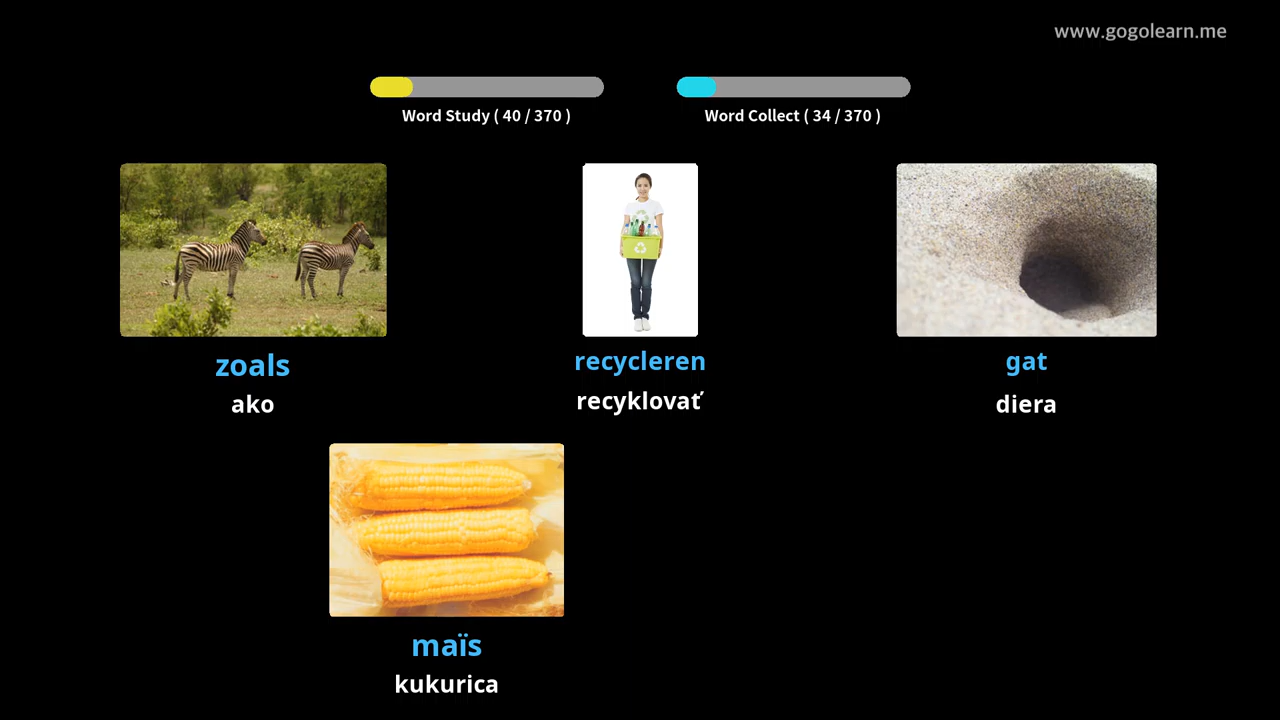 www.gogolearn.me
Word Study ( 40 / 370 )
Word Collect ( 34 / 370 )
zoals
ako
recycleren
recyklovať
gat
diera
maïs
kukurica